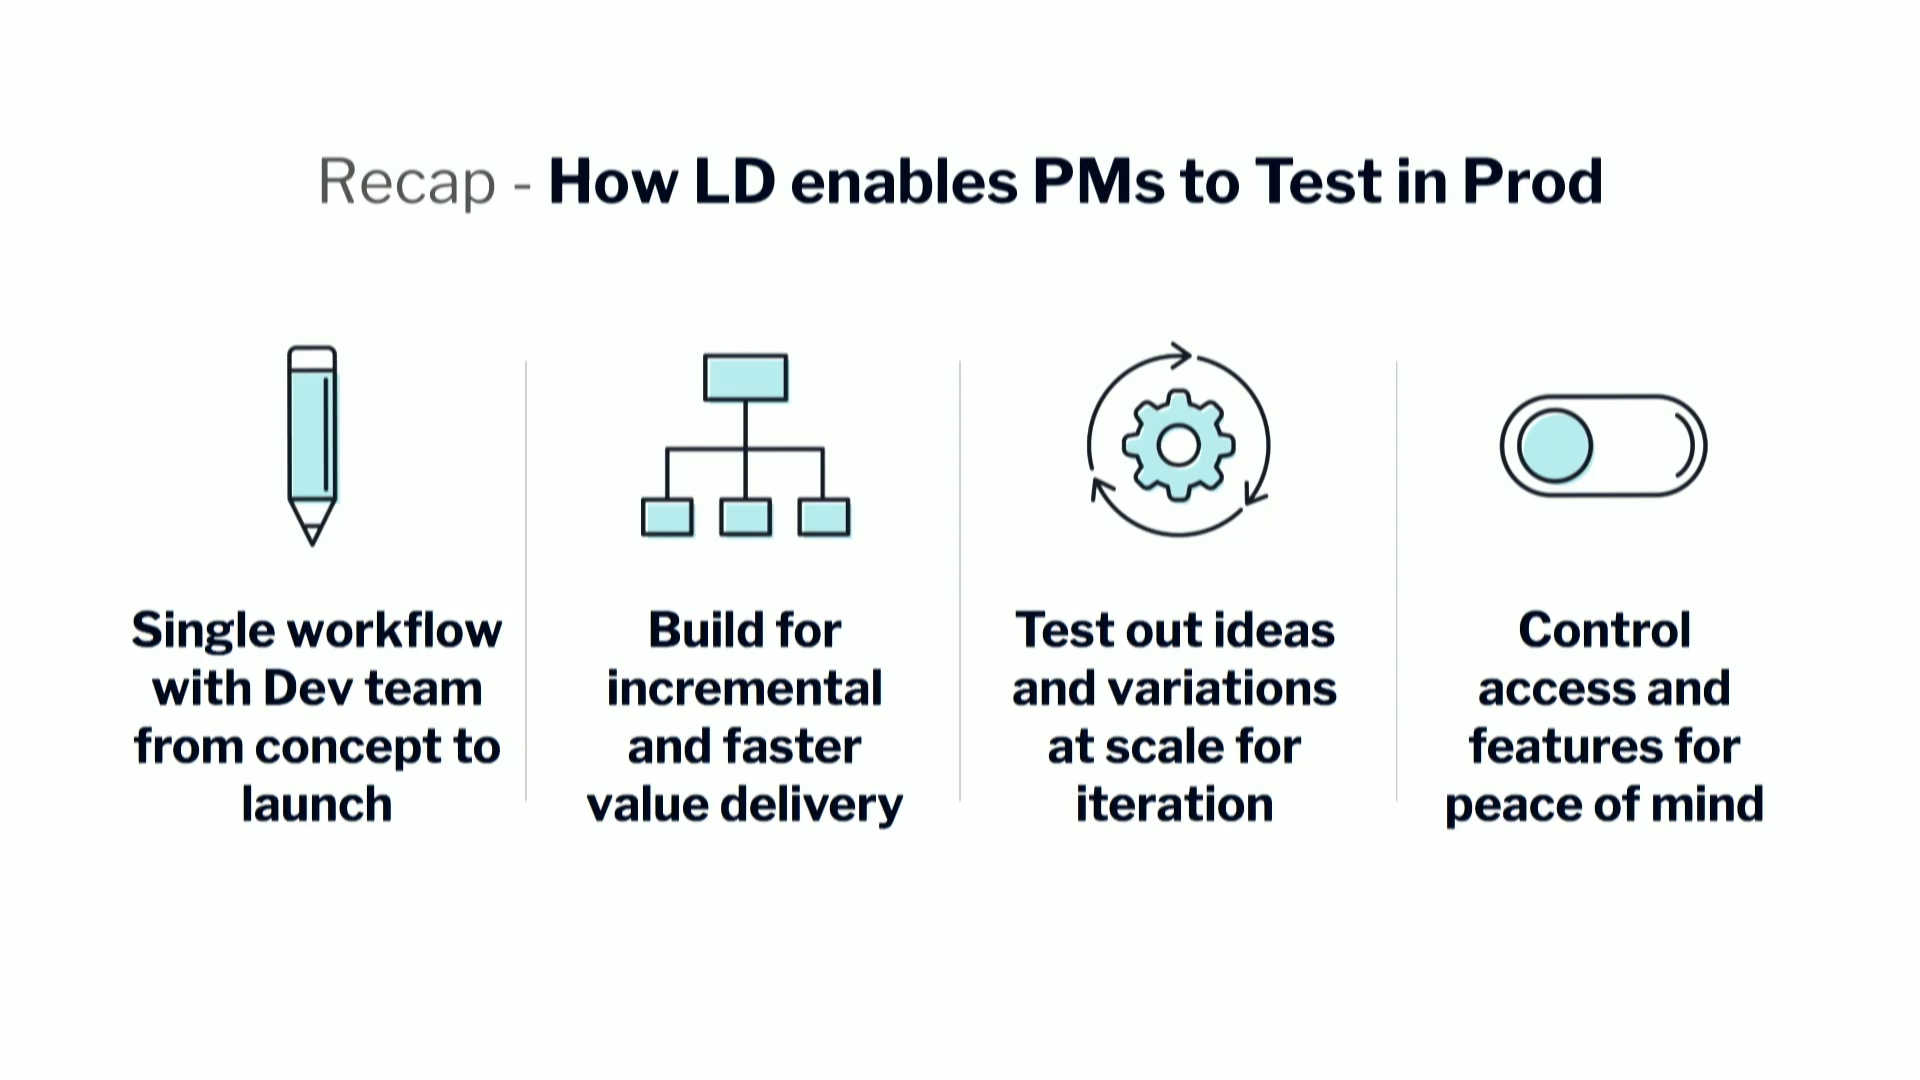 Recap - How LD enables PMs to Test in Prod
Single workflow
with Dev team
from concept to
launch
Build for
incremental
and faster
value delivery
Test out ideas
and variations
at scale for
iteration
Control
access and
features for
peace of mind